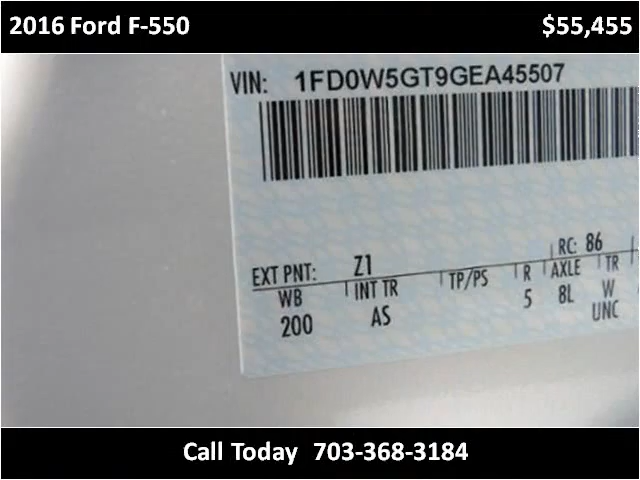 2016 Ford F-550 $55,455
VIN: 1FD0W5GT9GEA45507
RC: 86
EXT PNT: Z1
WB INT TR TP/PS R AXLE TR
200 AS 5 8L W
UNC
Call Today 703-368-3184